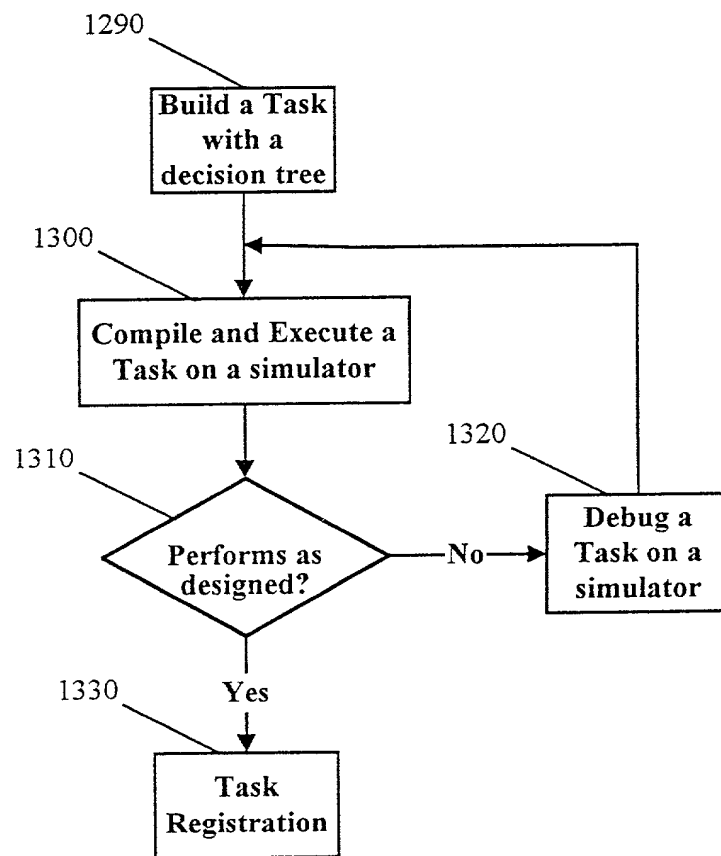 1290
Build a Task
with a
decision tree
1300
Compile and Execute a
Task on a simulator
1310
Performs as
designed?
No
1320
Debug a
Task on a
simulator
Yes
1330
Task
Registration